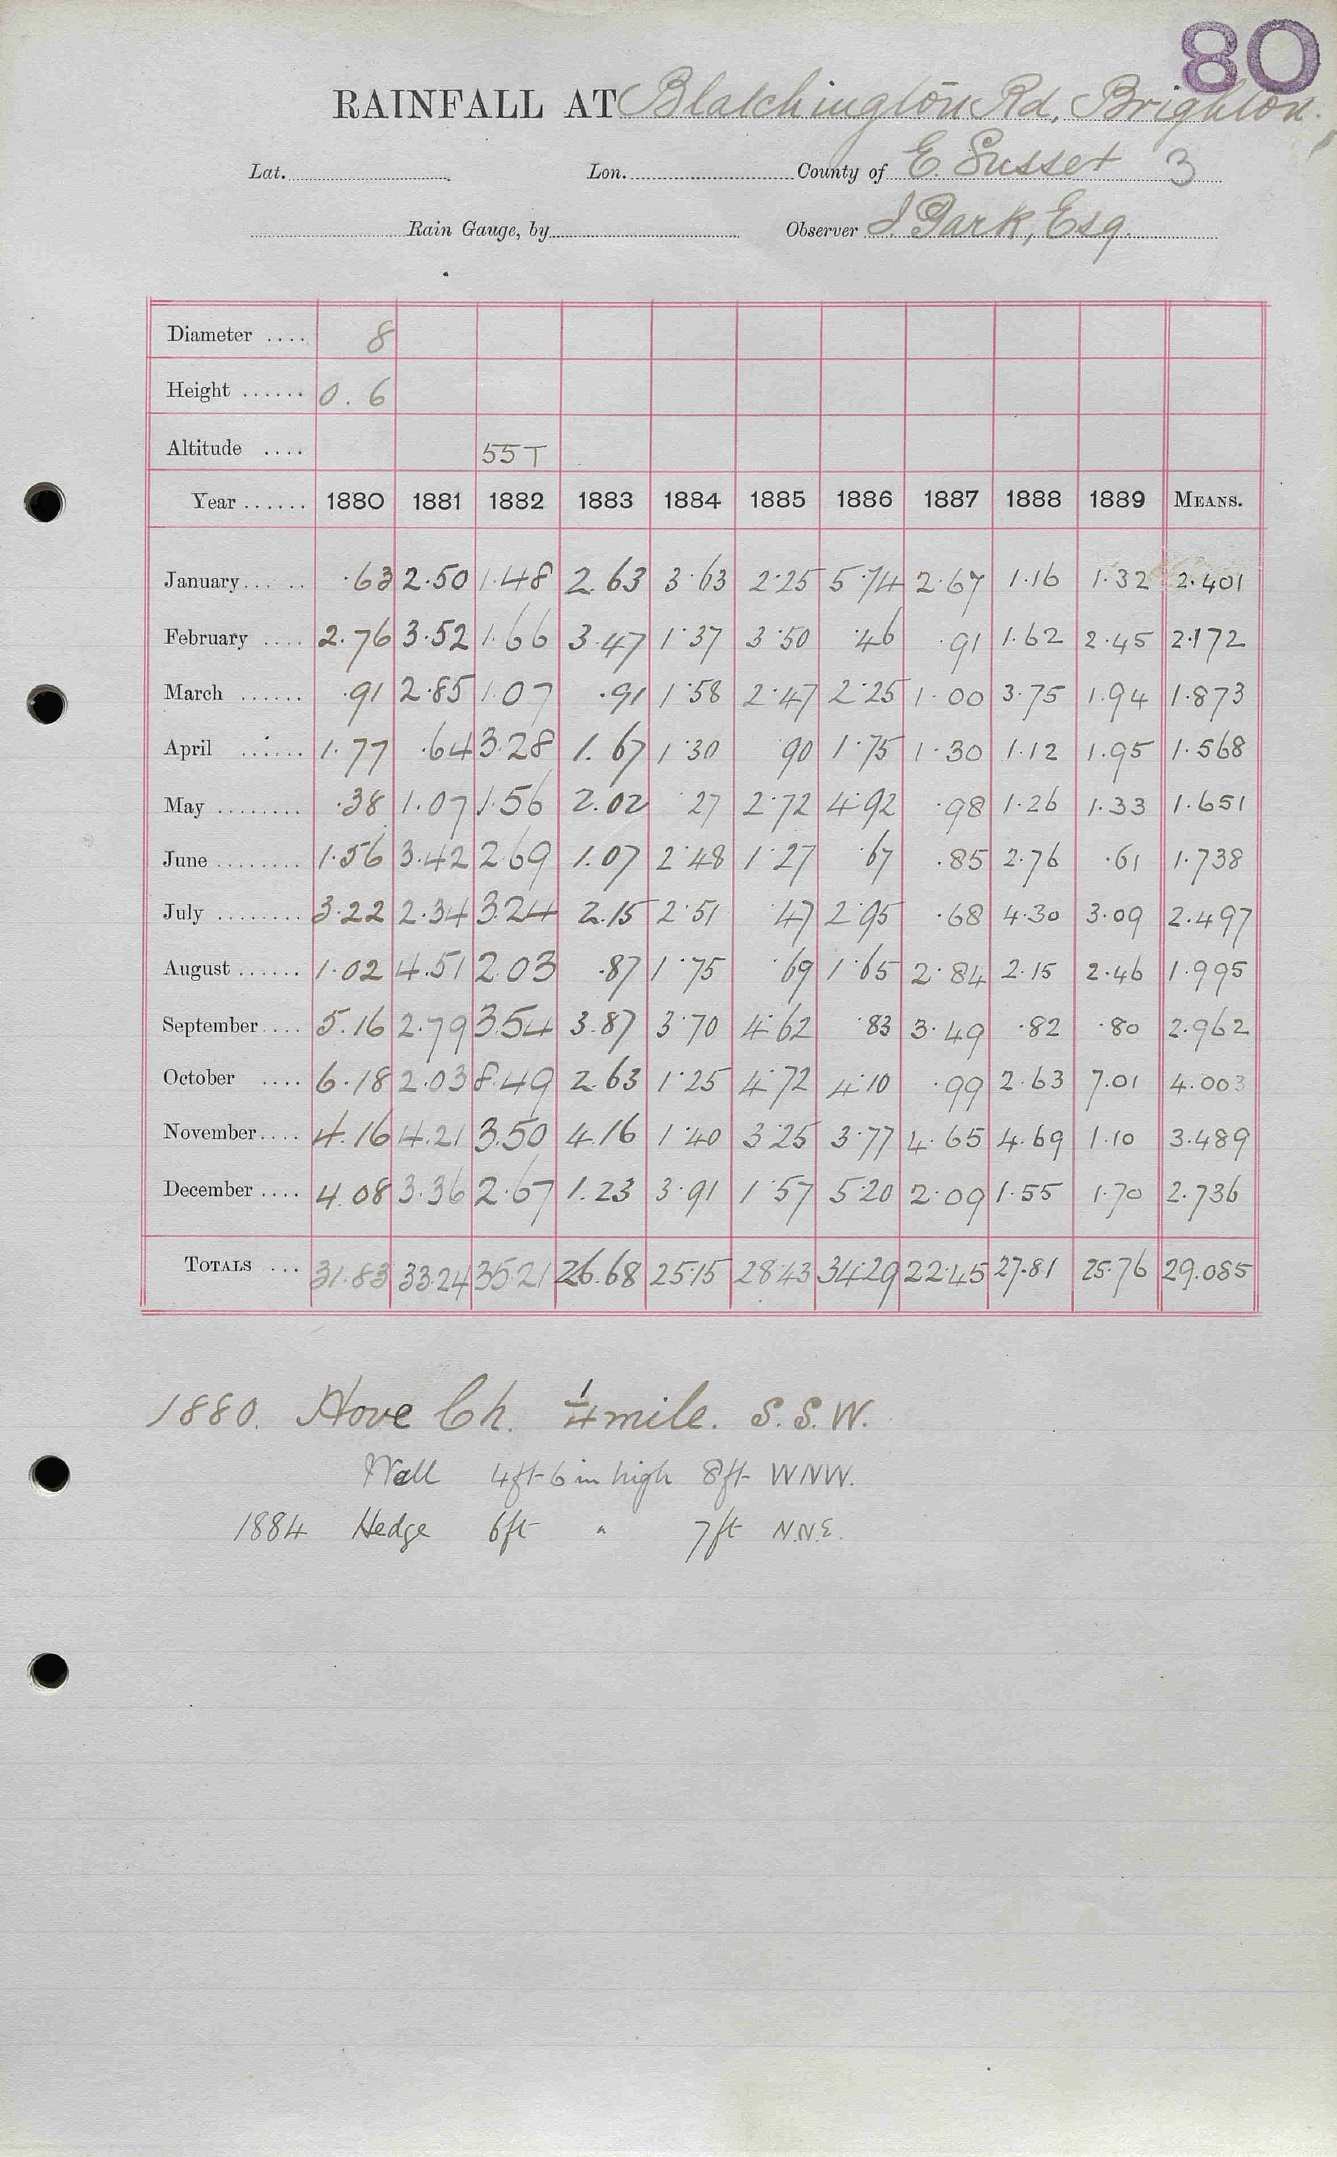 80
RAINFALL AT Blatchington Rd, Brighton.
Lat. Lon. County of E. Sussex 3
Rain Gauge, by Observer J. Park, Esq.
Diameter .... 8
Height ...... 0.6
Altitude .... 55 T
Year ...... 1880 1881 1882 1883 1884 1885 1886 1887 1888 1889 MEANS.
January ... .63 2.50 1.48 2.63 3.63 2.25 5.74 2.67 1.16 1.32 2.401
February .... 2.76 3.52 1.66 3.47 1.37 3.50 .46 .91 1.62 2.45 2.172
March ...... .91 2.85 1.07 .91 1.58 2.47 2.25 1.00 3.75 1.94 1.873
April ...... 1.77 .64 3.28 1.67 1.30 .90 1.75 1.30 1.12 1.95 1.568
May ........ .38 1.07 1.56 2.02 .27 2.72 4.92 .98 1.26 1.33 1.651
June ........ 1.56 3.42 2.69 1.07 2.48 1.27 .67 .85 2.76 .61 1.738
July ........ 3.22 2.34 3.24 2.15 2.51 .47 2.95 .68 4.30 3.09 2.497
August ...... 1.02 4.51 2.03 .87 1.75 .69 1.65 2.84 2.15 2.46 1.995
September .... 5.16 2.79 3.54 3.87 3.70 4.62 .83 3.49 .82 .80 2.962
October .... 6.18 2.03 8.49 2.63 1.25 4.72 4.10 .99 2.63 7.01 4.003
November .... 4.16 4.21 3.50 4.16 1.40 3.25 3.77 4.65 4.69 1.10 3.489
December .... 4.08 3.36 2.67 1.23 3.91 1.57 5.20 2.09 1.55 1.70 2.736
TOTALS ... 31.83 33.24 35.21 26.68 25.15 28.43 34.29 22.45 27.81 25.76 29.085
1880. Hove Ch. 1/4 mile. S.S.W.
Wall 4ft 6 in high 8ft WNW.
1884 Hedge 6ft " 7ft N.N.E.